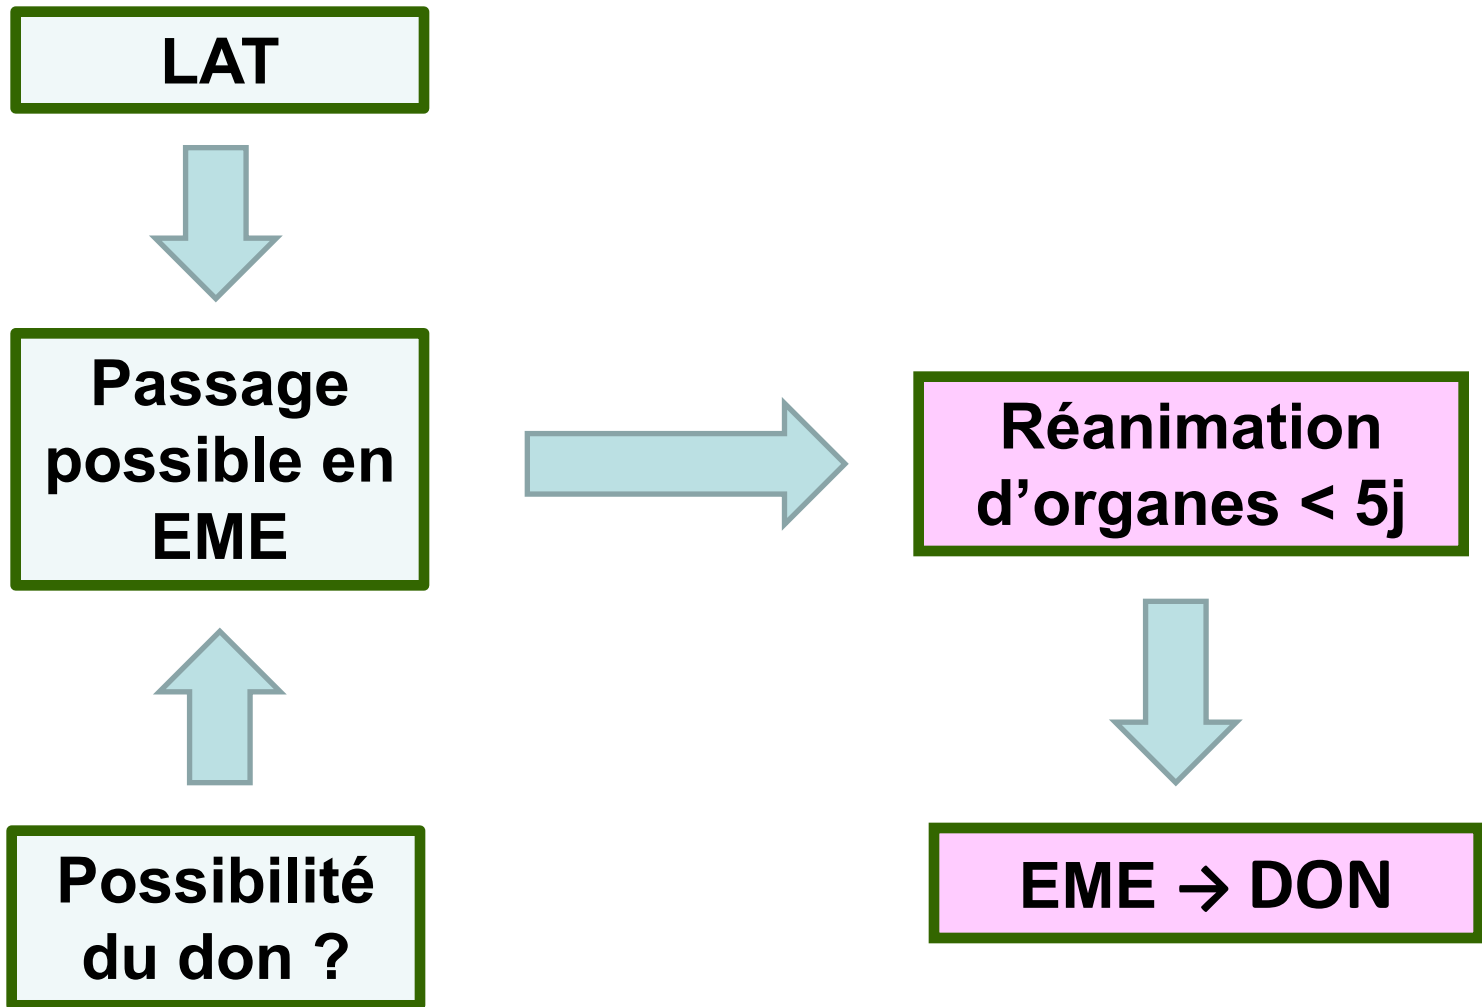 LAT
Passage
possible en
EME
Possibilité
du don ?
Réanimation
d’organes < 5j
EME → DON